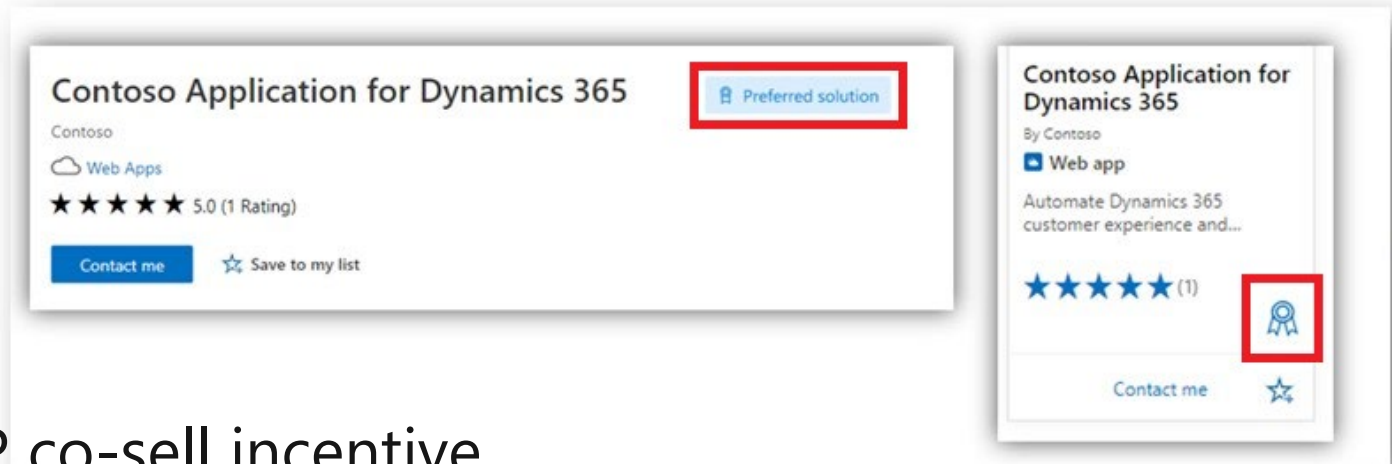 Contoso Application for Dynamics 365
Preferred solution
Contoso
Web Apps
5.0 (1 Rating)
Contact me
Save to my list
Contoso Application for
Dynamics 365
By Contoso
Web app
Automate Dynamics 365
customer experience and...
(1)
Contact me
co-sell incentive